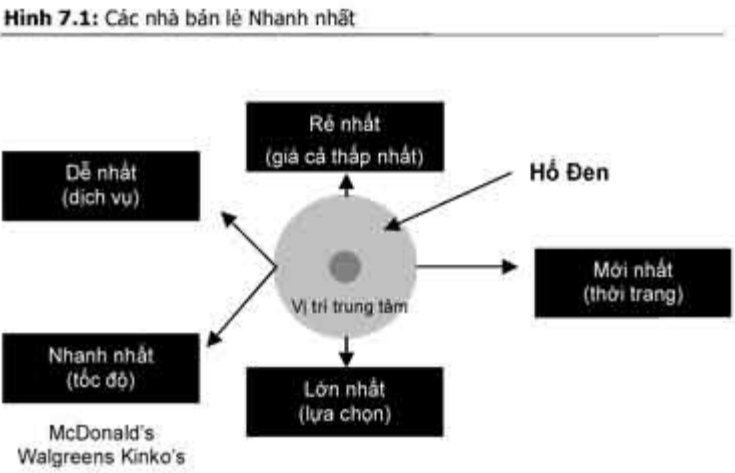 Hình 7.1: Các nhà bán lẻ Nhanh nhất
Rẻ nhất
(giá cả thấp nhất)
Dễ nhất
(dịch vụ)
Hố Đen
Mới nhất
(thời trang)
Vị trí trung tâm
Nhanh nhất
(tốc độ)
Lớn nhất
(lựa chọn)
McDonald's
Walgreens Kinko's